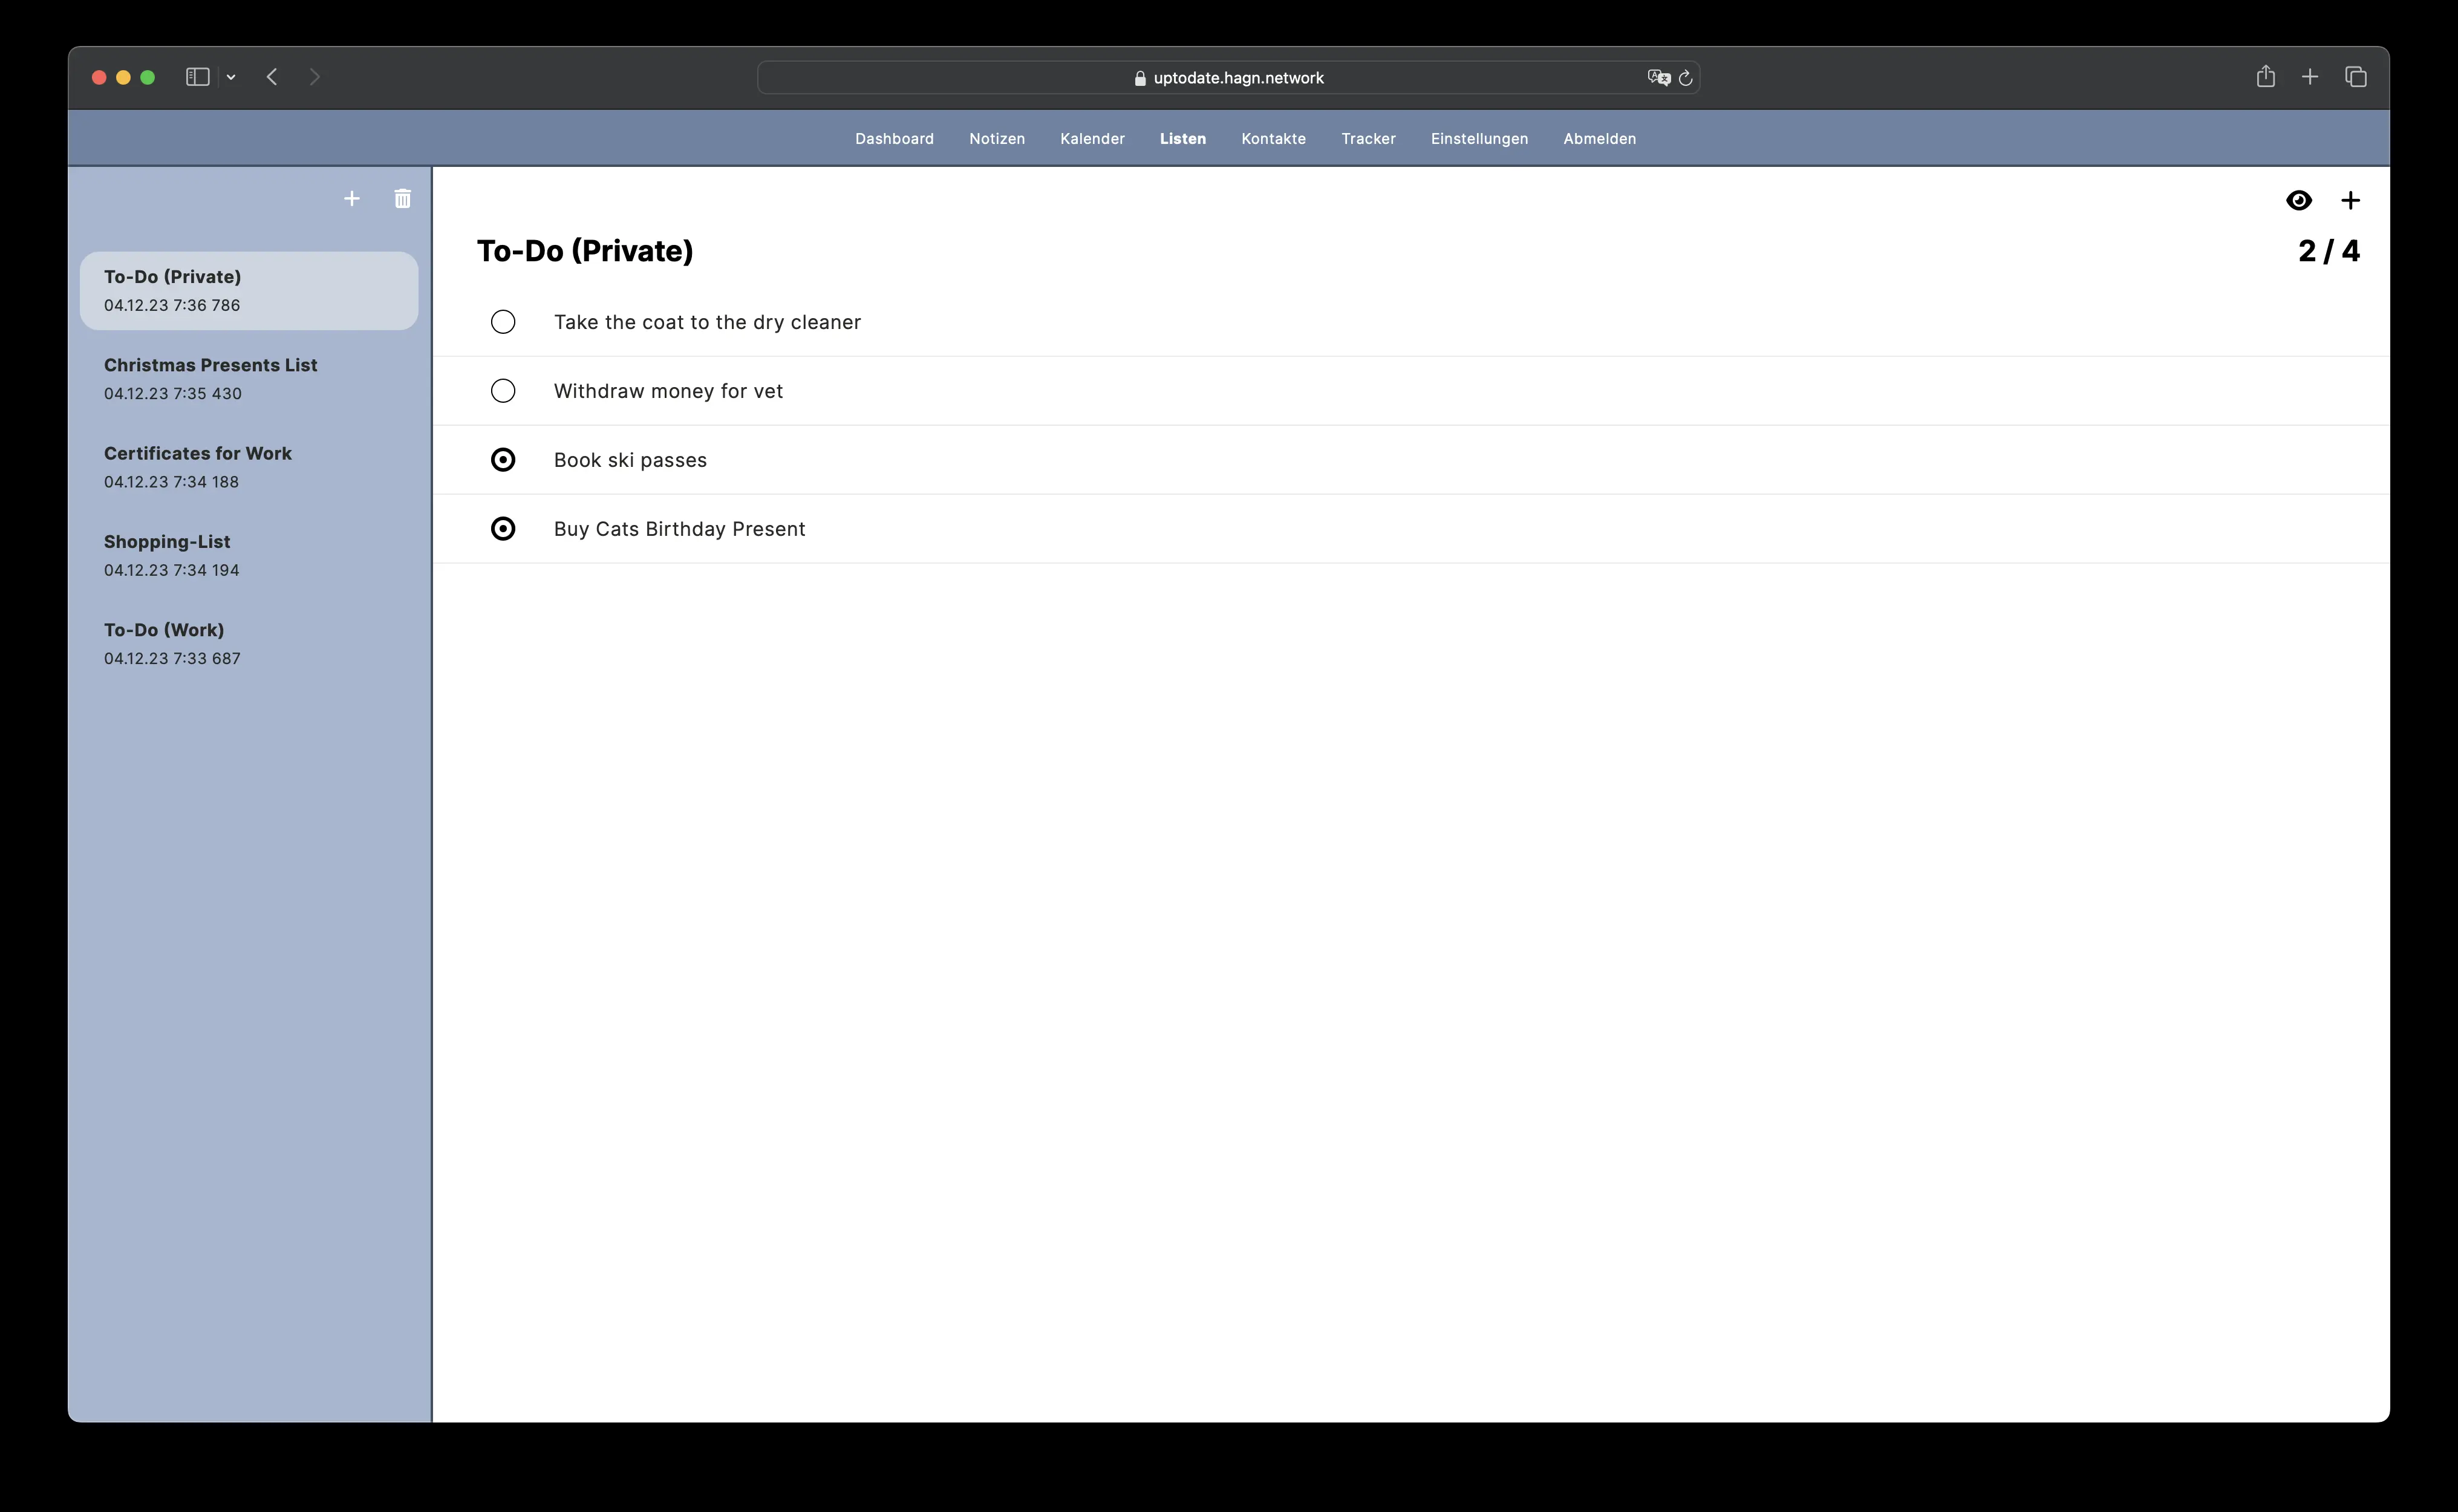 uptodate.hagn.network
Dashboard Notizen Kalender Listen Kontakte Tracker Einstellungen Abmelden
To-Do (Private)
04.12.23 7:36 786
Christmas Presents List
04.12.23 7:35 430
Certificates for Work
04.12.23 7:34 188
Shopping-List
04.12.23 7:34 194
To-Do (Work)
04.12.23 7:33 687
To-Do (Private) 2 / 4
Take the coat to the dry cleaner
Withdraw money for vet
Book ski passes
Buy Cats Birthday Present